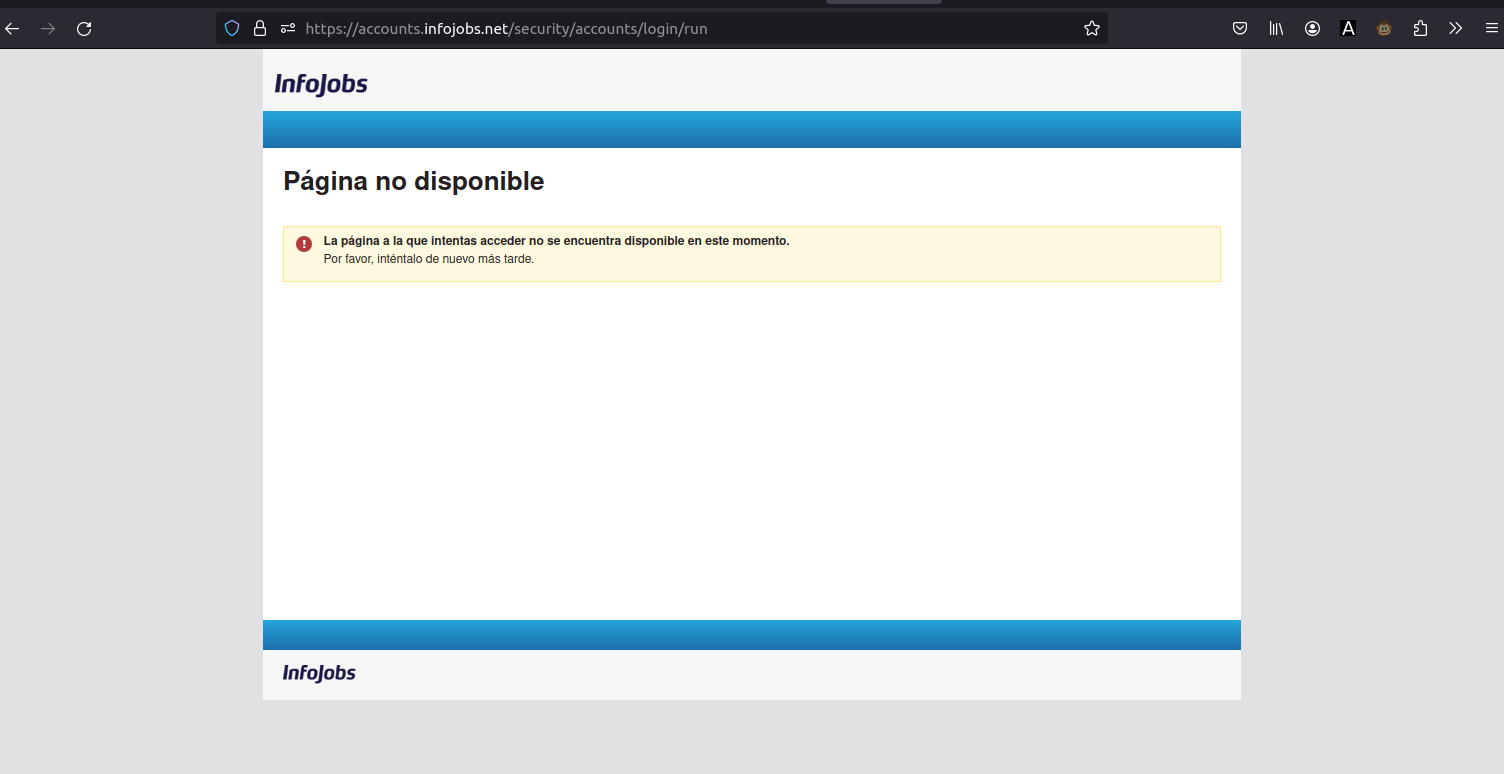 https://accounts.infojobs.net/security/accounts/login/run
A
InfoJobs
Página no disponible
La página a la que intentas acceder no se encuentra disponible en este momento.
Por favor, inténtalo de nuevo más tarde.
InfoJobs